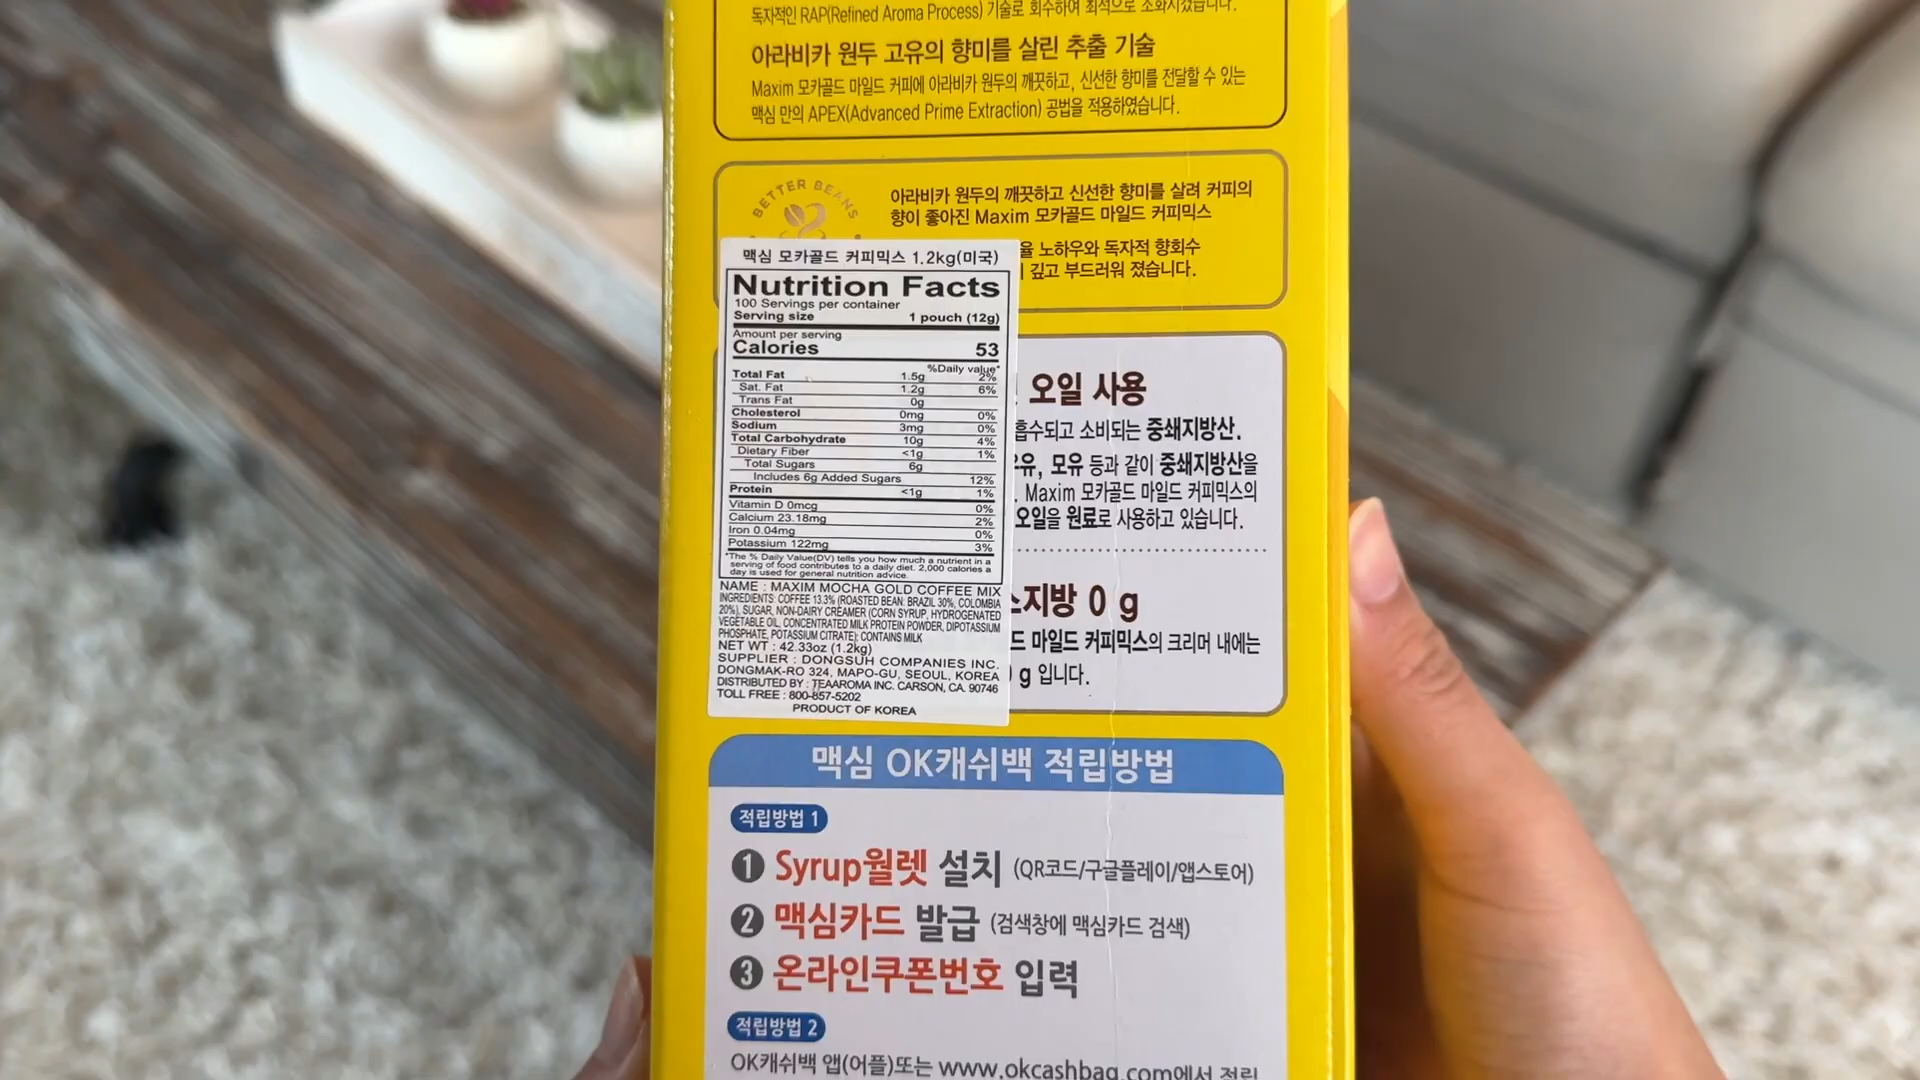 독자적인 RAP(Refined Aroma Process) 기술로 회수하여 최적으로 조화시켰습니다.
아라비카 원두 고유의 향미를 살린 추출 기술
Maxim 모카골드 마일드 커피에 아라비카 원두의 깨끗하고, 신선한 향미를 전달할 수 있는
맥심 만의 APEX(Advanced Prime Extraction) 공법을 적용하였습니다.
BETTER BEANS
아라비카 원두의 깨끗하고 신선한 향미를 살려 커피의
향이 좋아진 Maxim 모카골드 마일드 커피믹스
율 노하우와 독자적 향회수
깊고 부드러워 졌습니다.
맥심 모카골드 커피믹스 1.2kg(미국)
Nutrition Facts
100 Servings per container
Serving size 1 pouch (12g)
Amount per serving
Calories 53
%Daily value*
Total Fat 1.5g 2%
Sat. Fat 1.2g 6%
Trans Fat 0g
Cholesterol 0mg 0%
Sodium 3mg 0%
Total Carbohydrate 10g 4%
Dietary Fiber <1g 1%
Total Sugars 6g
Includes 6g Added Sugars 12%
Protein <1g 1%
Vitamin D 0mcg 0%
Calcium 23.18mg 2%
Iron 0.04mg 0%
Potassium 122mg 3%
*The % Daily Value(DV) tells you how much a nutrient in a
serving of food contributes to a daily diet. 2,000 calories a
day is used for general nutrition advice.
NAME : MAXIM MOCHA GOLD COFFEE MIX
INGREDIENTS: COFFEE 13.3% (ROASTED BEAN: BRAZIL 30%, COLOMBIA
20%), SUGAR, NON-DAIRY CREAMER (CORN SYRUP, HYDROGENATED
VEGETABLE OIL, CONCENTRATED MILK PROTEIN POWDER, DIPOTASSIUM
PHOSPHATE, POTASSIUM CITRATE); CONTAINS MILK
NET WT : 42.33oz (1.2kg)
SUPPLIER : DONGSUH COMPANIES INC.
DONGMAK-RO 324, MAPO-GU, SEOUL, KOREA
DISTRIBUTED BY : TEAAROMA INC. CARSON, CA. 90746
TOLL FREE : 800-857-5202
PRODUCT OF KOREA
오일 사용
흡수되고 소비되는 중쇄지방산.
우유, 모유 등과 같이 중쇄지방산을
. Maxim 모카골드 마일드 커피믹스의
오일을 원료로 사용하고 있습니다.
스지방 0 g
드 마일드 커피믹스의 크리머 내에는
g 입니다.
맥심 OK캐쉬백 적립방법
적립방법 1
1 Syrup월렛 설치 (QR코드/구글플레이/앱스토어)
2 맥심카드 발급 (검색창에 맥심카드 검색)
3 온라인쿠폰번호 입력
적립방법 2
OK캐쉬백 앱(어플)또는 www.okcashbag.com에서 적립